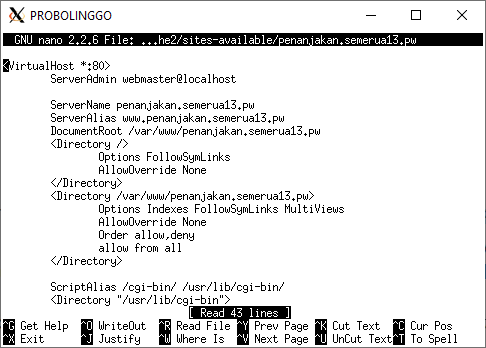 PROBOLINGGO
GNU nano 2.2.6 File: ...he2/sites-available/penanjakan.semerua13.pw
<VirtualHost *:80>
        ServerAdmin webmaster@localhost

        ServerName penanjakan.semerua13.pw
        ServerAlias www.penanjakan.semerua13.pw
        DocumentRoot /var/www/penanjakan.semerua13.pw
        <Directory />
                Options FollowSymLinks
                AllowOverride None
        </Directory>
        <Directory /var/www/penanjakan.semerua13.pw>
                Options Indexes FollowSymLinks MultiViews
                AllowOverride None
                Order allow,deny
                allow from all
        </Directory>

        ScriptAlias /cgi-bin/ /usr/lib/cgi-bin/
        <Directory "/usr/lib/cgi-bin">
[ Read 43 lines ]
^G Get Help  ^O WriteOut  ^R Read File ^Y Prev Page ^K Cut Text  ^C Cur Pos
^X Exit      ^J Justify   ^W Where Is  ^V Next Page ^U UnCut Text^T To Spell